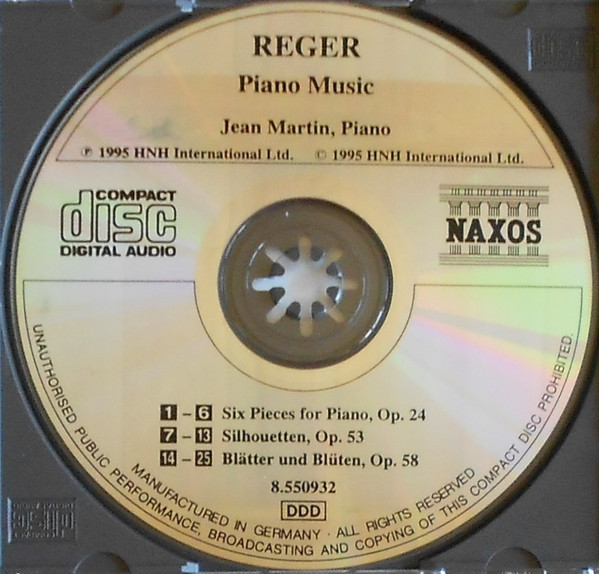 REGER
Piano Music
Jean Martin, Piano
℗ 1995 HNH International Ltd. © 1995 HNH International Ltd.
COMPACT
disc
DIGITAL AUDIO
NAXOS
1 – 6 Six Pieces for Piano, Op. 24
7 – 13 Silhouetten, Op. 53
14 – 25 Blätter und Blüten, Op. 58
8.550932
DDD
MANUFACTURED IN GERMANY · ALL RIGHTS RESERVED
UNAUTHORISED PUBLIC PERFORMANCE, BROADCASTING AND COPYING OF THIS COMPACT DISC PROHIBITED.